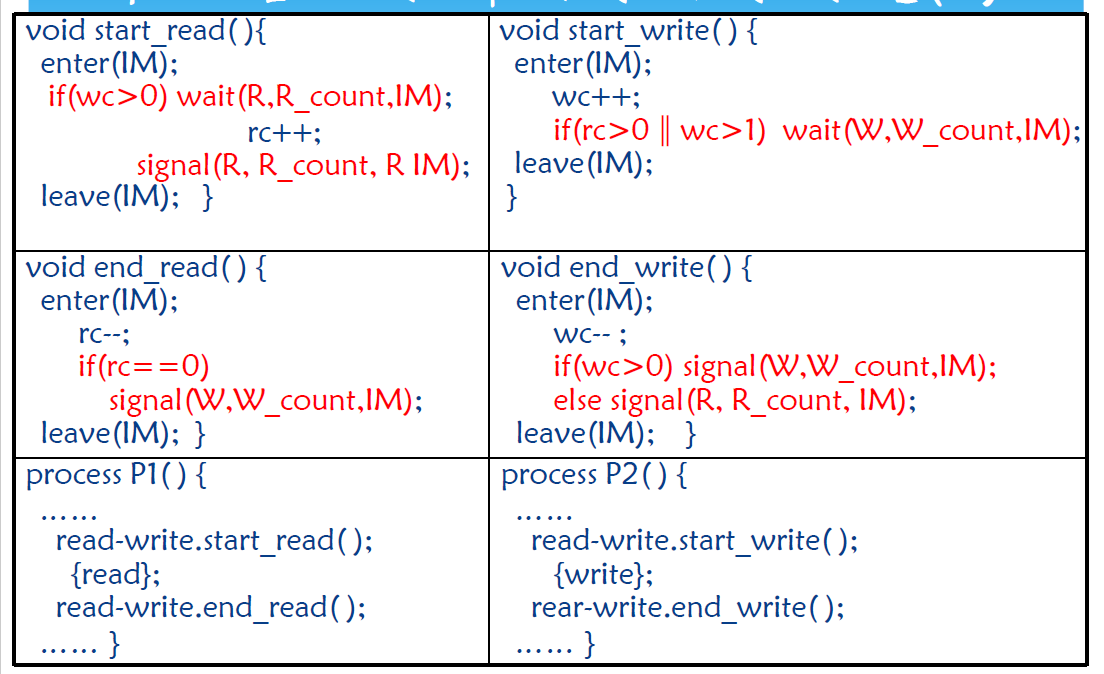 void start_read(){
enter(IM);
if(wc>0) wait(R,R_count,IM);
rc++;
signal(R, R_count, R IM);
leave(IM); }
void start_write() {
enter(IM);
wc++;
if(rc>0 || wc>1) wait(W,W_count,IM);
leave(IM);
}
void end_read() {
enter(IM);
rc--;
if(rc==0)
signal(W,W_count,IM);
leave(IM); }
void end_write() {
enter(IM);
wc-- ;
if(wc>0) signal(W,W_count,IM);
else signal(R, R_count, IM);
leave(IM); }
process P1() {
......
read-write.start_read();
{read};
read-write.end_read();
...... }
process P2() {
......
read-write.start_write();
{write};
rear-write.end_write();
...... }